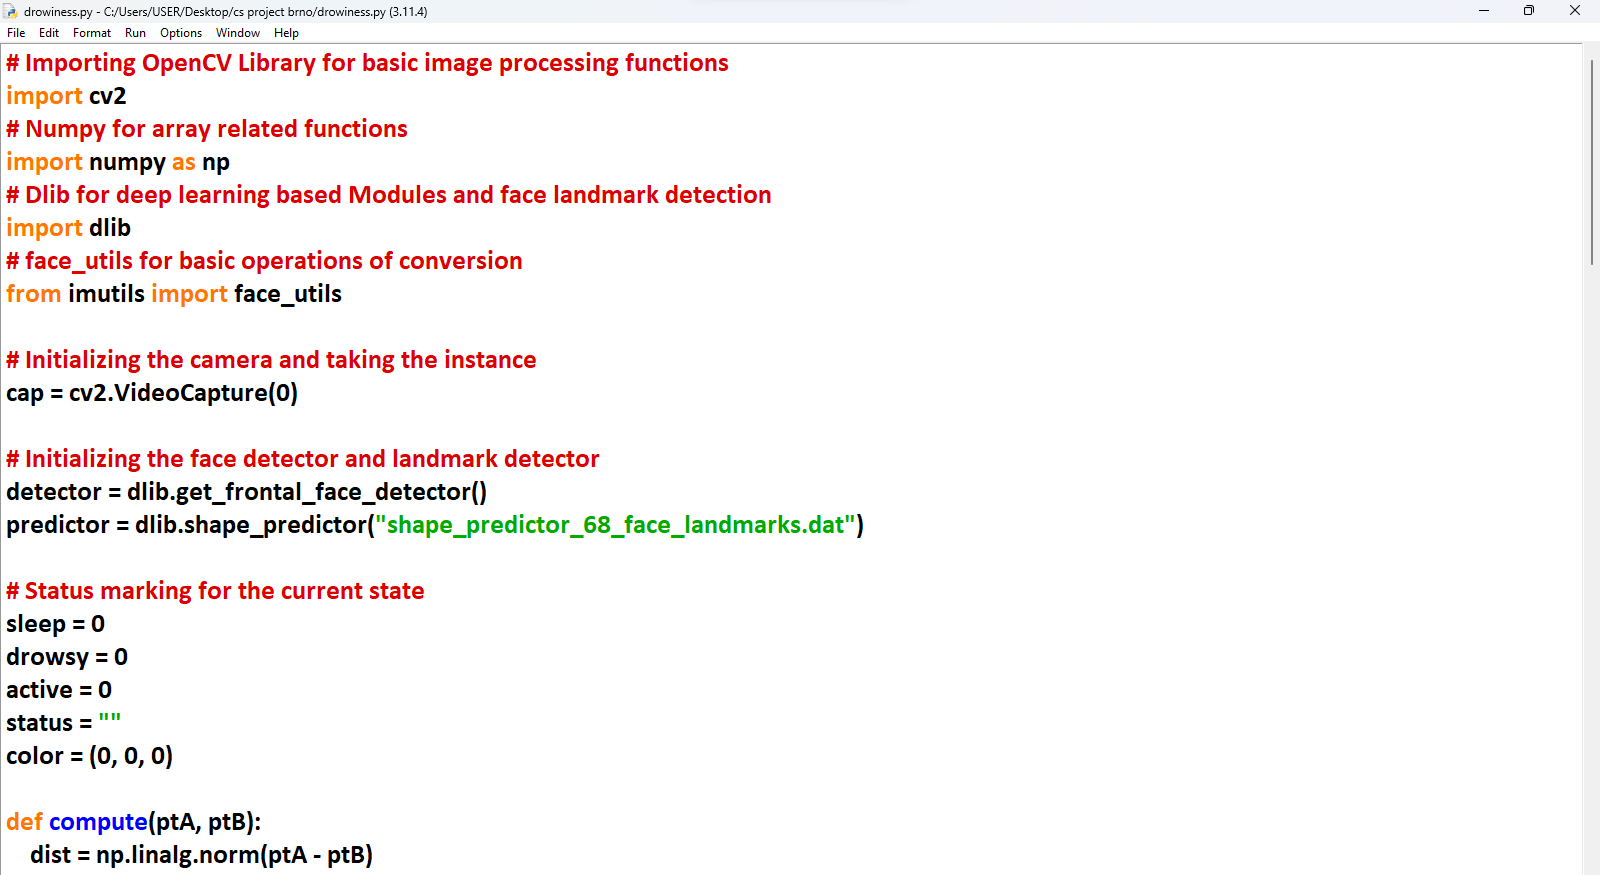 drowiness.py - C:/Users/USER/Desktop/cs project brno/drowiness.py (3.11.4)
File Edit Format Run Options Window Help
# Importing OpenCV Library for basic image processing functions
import cv2
# Numpy for array related functions
import numpy as np
# Dlib for deep learning based Modules and face landmark detection
import dlib
# face_utils for basic operations of conversion
from imutils import face_utils
# Initializing the camera and taking the instance
cap = cv2.VideoCapture(0)
# Initializing the face detector and landmark detector
detector = dlib.get_frontal_face_detector()
predictor = dlib.shape_predictor("shape_predictor_68_face_landmarks.dat")
# Status marking for the current state
sleep = 0
drowsy = 0
active = 0
status = ""
color = (0, 0, 0)
def compute(ptA, ptB):
dist = np.linalg.norm(ptA - ptB)